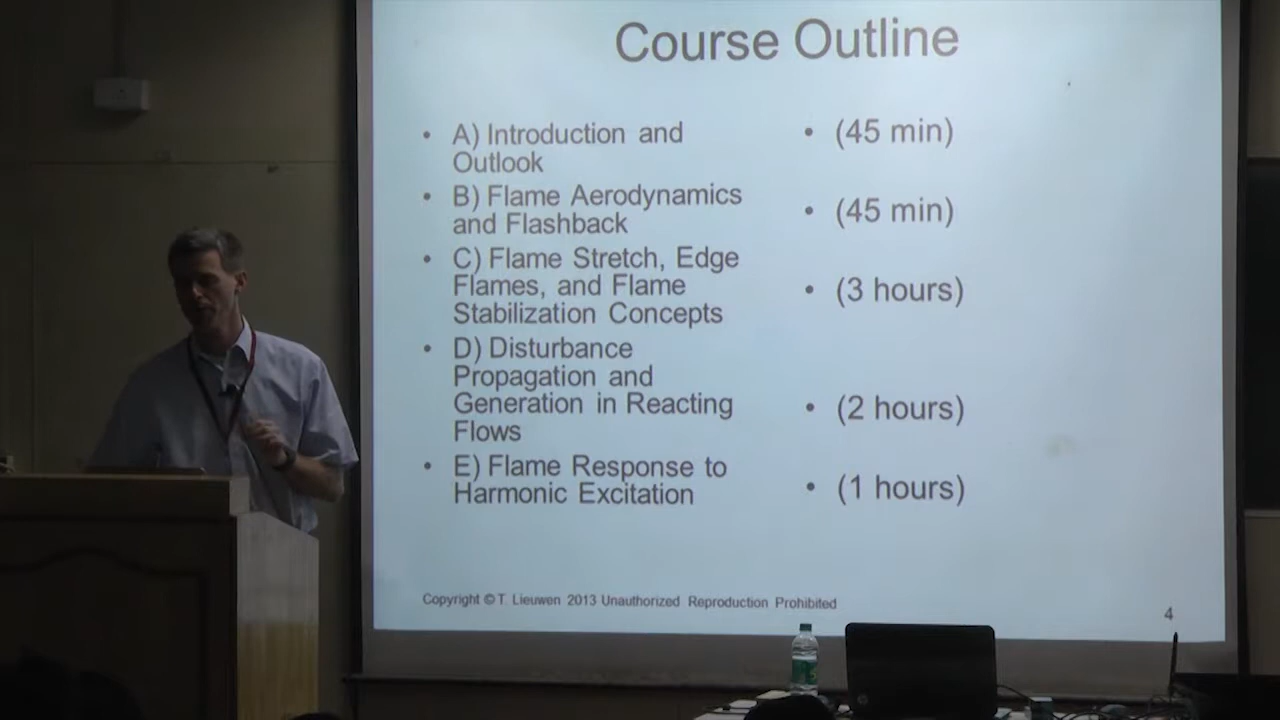 Course Outline
• A) Introduction and
Outlook
• (45 min)
• B) Flame Aerodynamics
and Flashback
• (45 min)
• C) Flame Stretch, Edge
Flames, and Flame
Stabilization Concepts
• (3 hours)
• D) Disturbance
Propagation and
Generation in Reacting
Flows
• (2 hours)
• E) Flame Response to
Harmonic Excitation
• (1 hours)
Copyright © T. Lieuwen 2013 Unauthorized Reproduction Prohibited
4